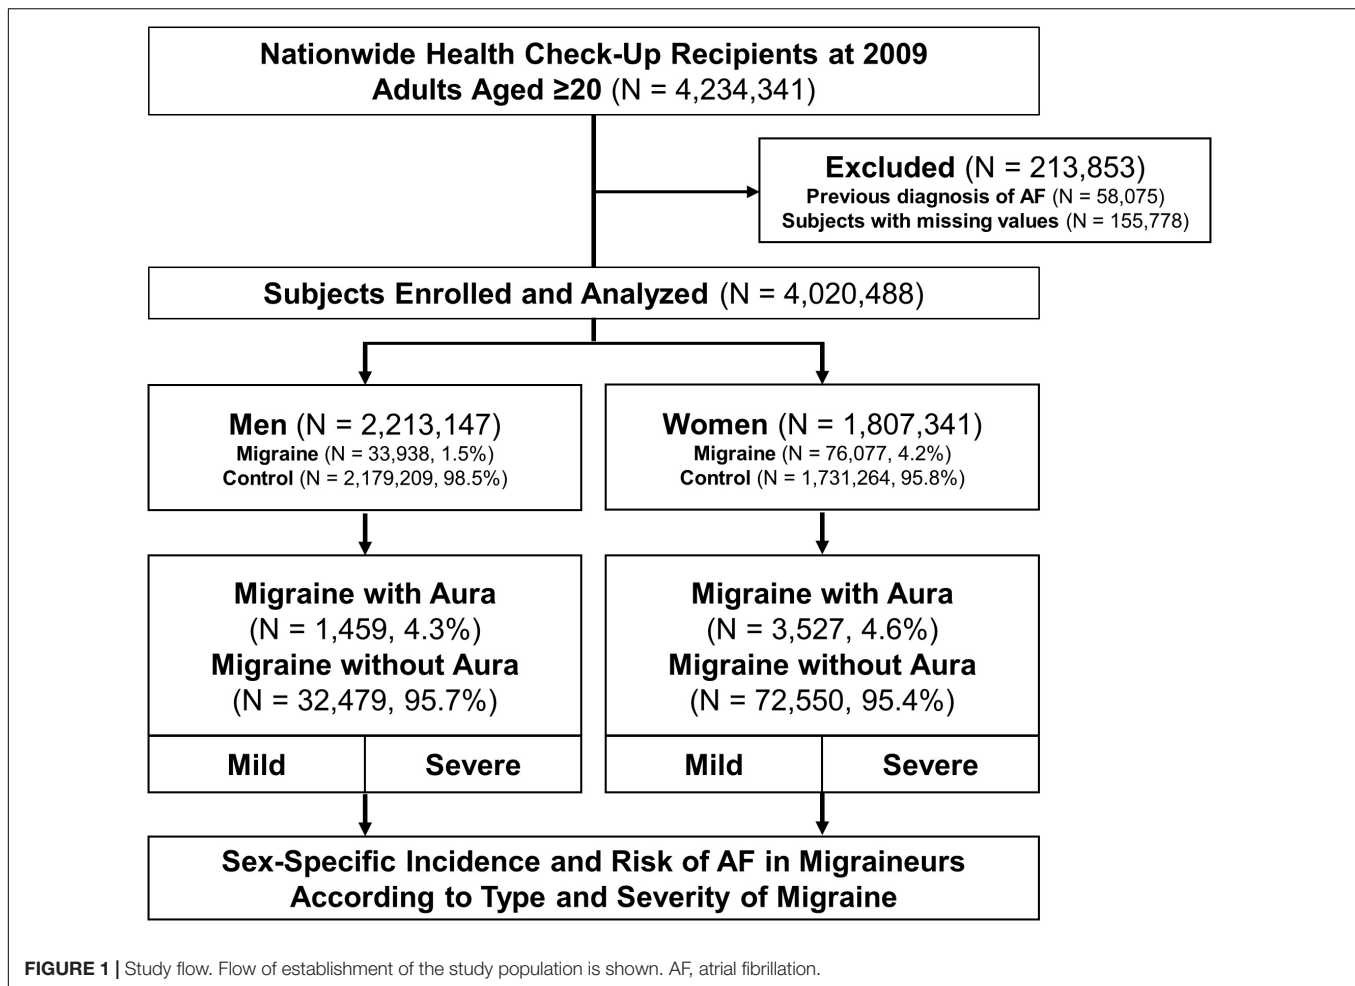 Nationwide Health Check-Up Recipients at 2009
Adults Aged ≥20 (N = 4,234,341)
Excluded (N = 213,853)
Previous diagnosis of AF (N = 58,075)
Subjects with missing values (N = 155,778)
Subjects Enrolled and Analyzed (N = 4,020,488)
Men (N = 2,213,147)
Migraine (N = 33,938, 1.5%)
Control (N = 2,179,209, 98.5%)
Women (N = 1,807,341)
Migraine (N = 76,077, 4.2%)
Control (N = 1,731,264, 95.8%)
Migraine with Aura
(N = 1,459, 4.3%)
Migraine without Aura
(N = 32,479, 95.7%)
Mild
Severe
Migraine with Aura
(N = 3,527, 4.6%)
Migraine without Aura
(N = 72,550, 95.4%)
Mild
Severe
Sex-Specific Incidence and Risk of AF in Migraineurs
According to Type and Severity of Migraine
FIGURE 1 | Study flow. Flow of establishment of the study population is shown. AF, atrial fibrillation.